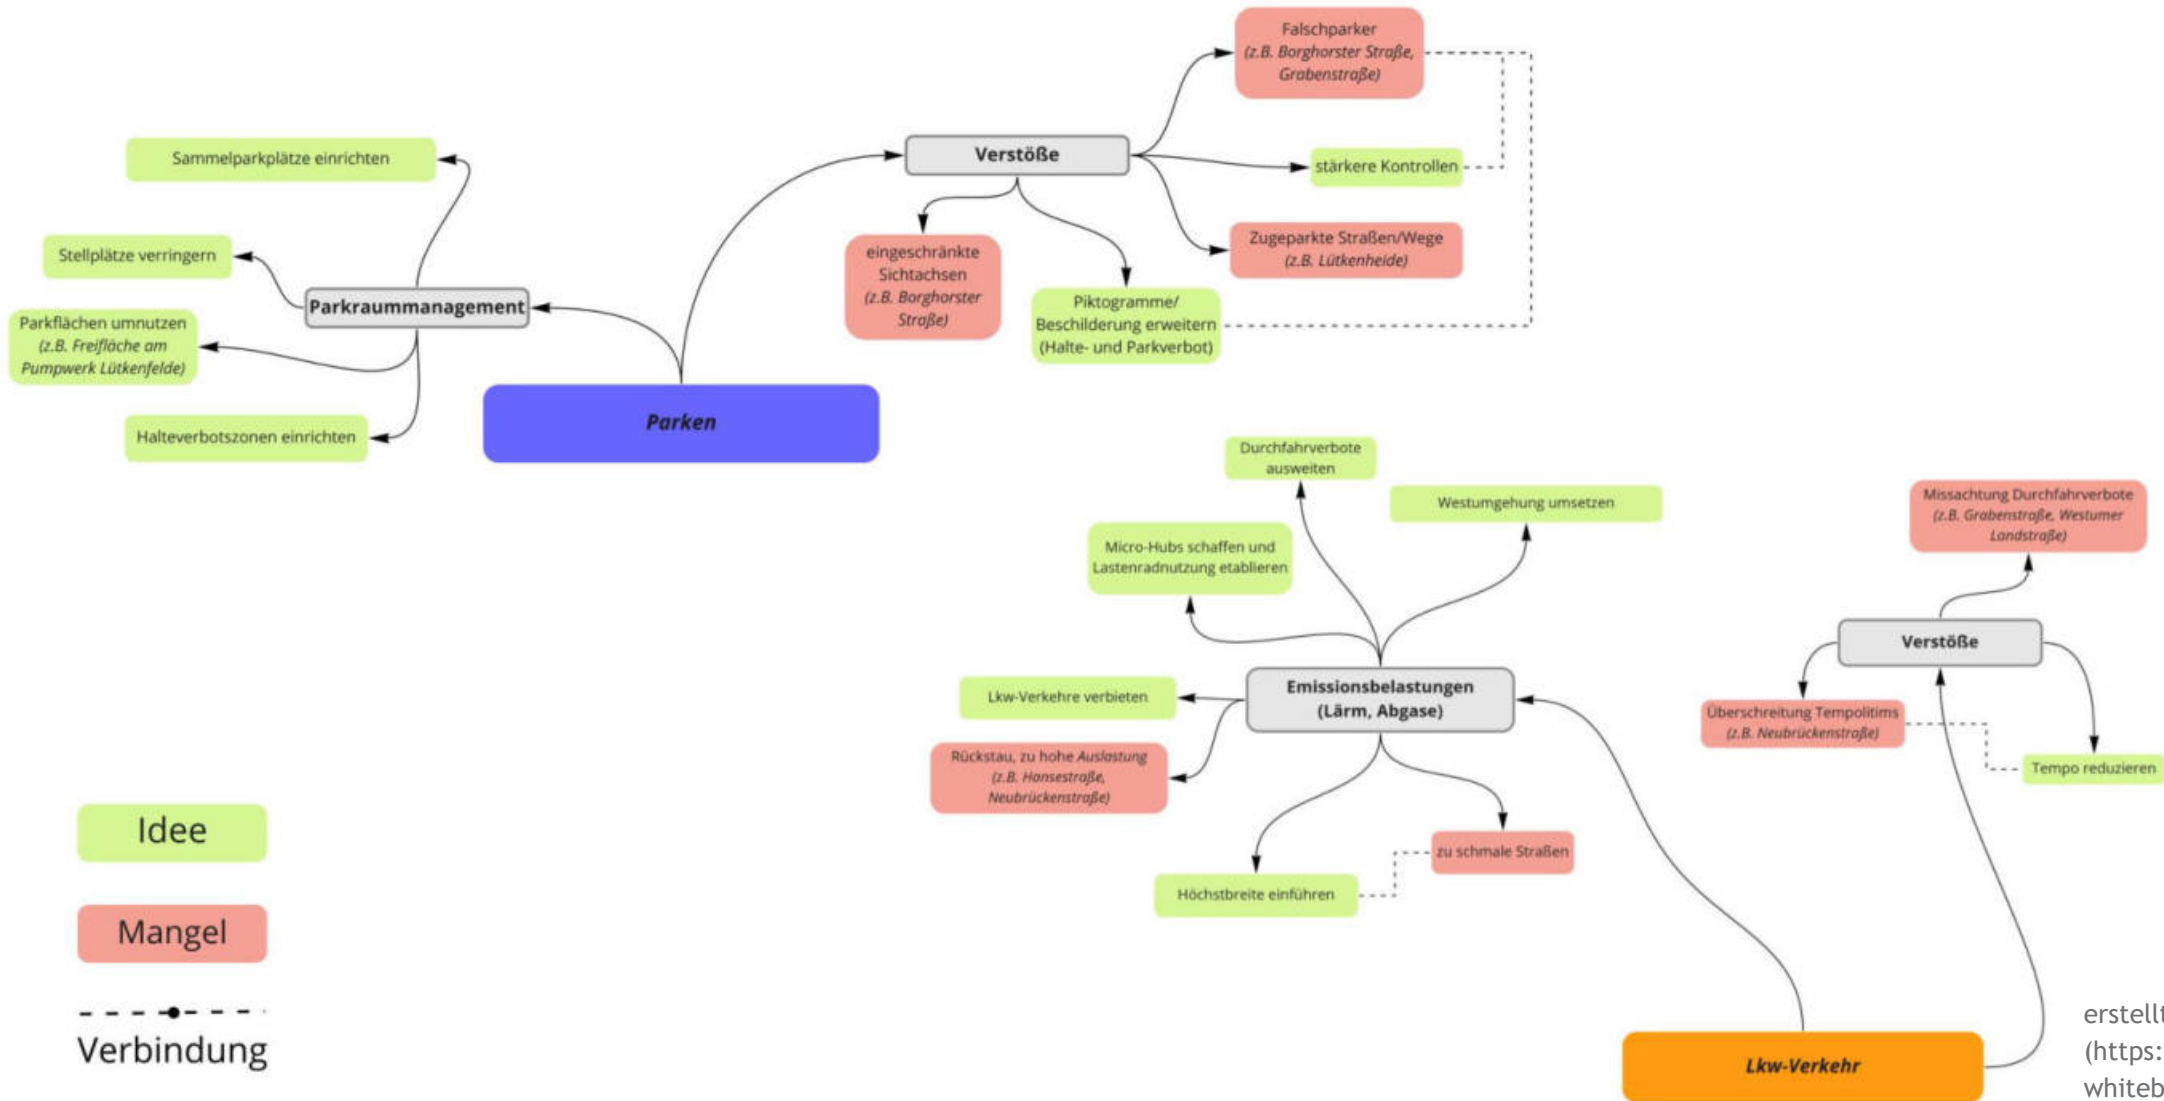 Falschparker
(z.B. Borghorster Straße,
Grabenstraße)
Sammelparkplätze einrichten
Verstöße
stärkere Kontrollen
Stellplätze verringern
eingeschränkte
Sichtachsen
(z.B. Borghorster
Straße)
Zugeparkte Straßen/Wege
(z.B. Lütkenheide)
Parkraummanagement
Piktogramme/
Beschilderung erweitern
(Halte- und Parkverbot)
Parkflächen umnutzen
(z.B. Freifläche am
Pumpwerk Lütkenfelde)
Halteverbotszonen einrichten
Parken
Durchfahrverbote
ausweiten
Westumgehung umsetzen
Missachtung Durchfahrverbote
(z.B. Grabenstraße, Westumer
Landstraße)
Micro-Hubs schaffen und
Lastenradnutzung etablieren
Verstöße
Emissionsbelastungen
(Lärm, Abgase)
Lkw-Verkehre verbieten
Überschreitung Tempolitims
(z.B. Neubrückenstraße)
Rückstau, zu hohe Auslastung
(z.B. Hansestraße,
Neubrückenstraße)
Tempo reduzieren
zu schmale Straßen
Höchstbreite einführen
Idee
Mangel
Verbindung
Lkw-Verkehr
erstellt
(https:
whiteb